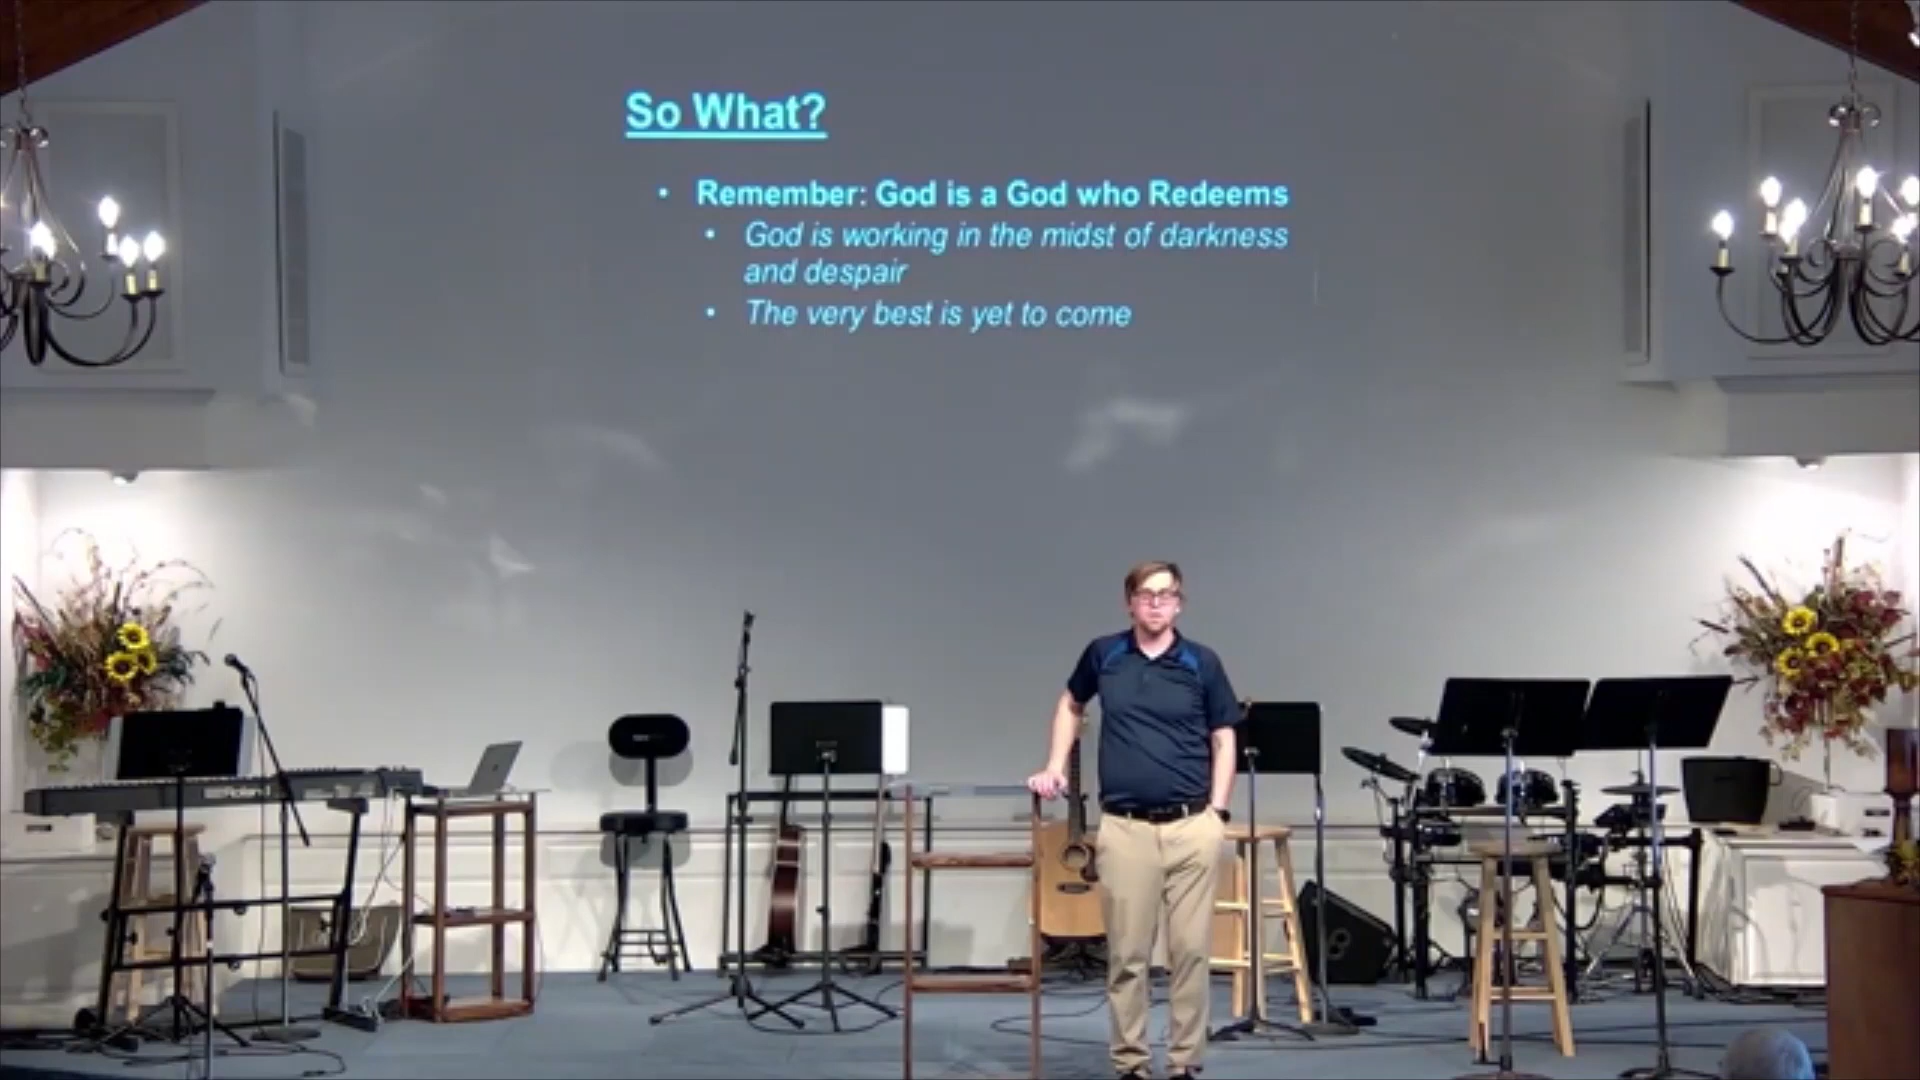 So What?
• Remember: God is a God who Redeems
• God is working in the midst of darkness
and despair
• The very best is yet to come
Roland